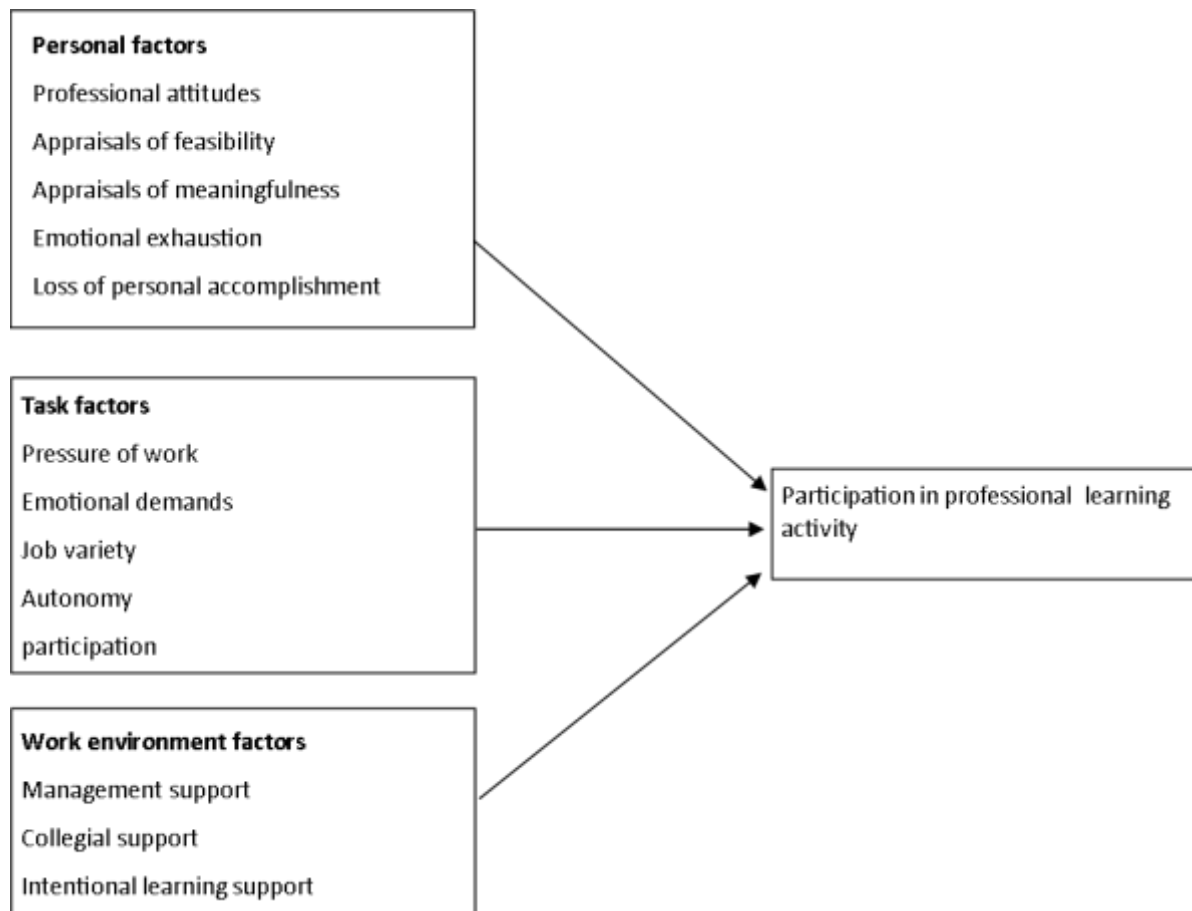 Personal factors
Professional attitudes
Appraisals of feasibility
Appraisals of meaningfulness
Emotional exhaustion
Loss of personal accomplishment
Task factors
Pressure of work
Emotional demands
Job variety
Autonomy
participation
Work environment factors
Management support
Collegial support
Intentional learning support
Participation in professional learning
activity